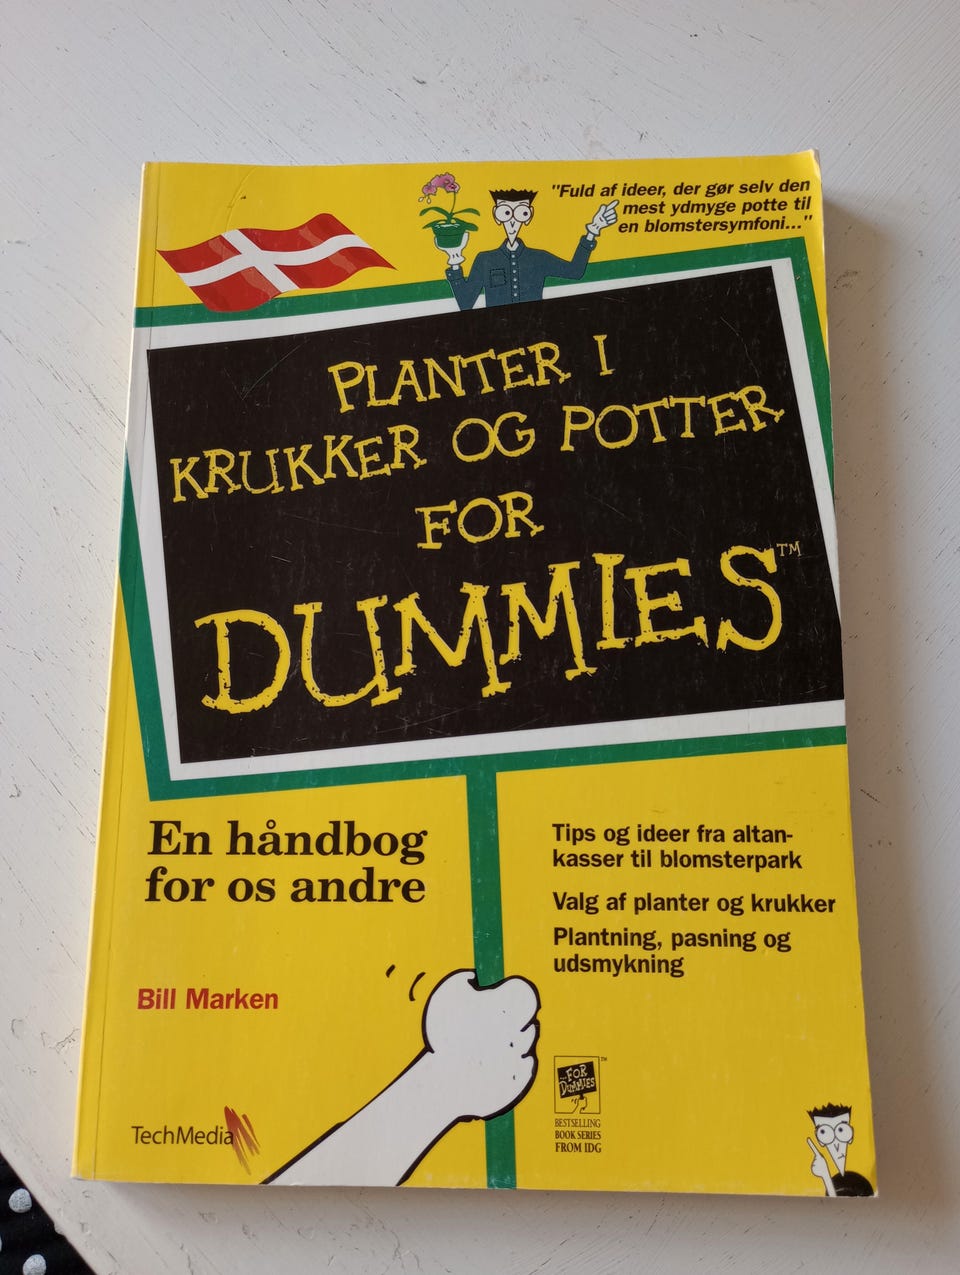 "Fuld af ideer, der gør selv den
mest ydmyge potte til
en blomstersymfoni..."
PLANTER I
KRUKKER OG POTTER
FOR
DUMMIES™
En håndbog
for os andre
Tips og ideer fra altan-
kasser til blomsterpark
Valg af planter og krukker
Plantning, pasning og
udsmykning
Bill Marken
TechMedia
...FOR
DUMMIES
TM
BESTSELLING
BOOK SERIES
FROM IDG